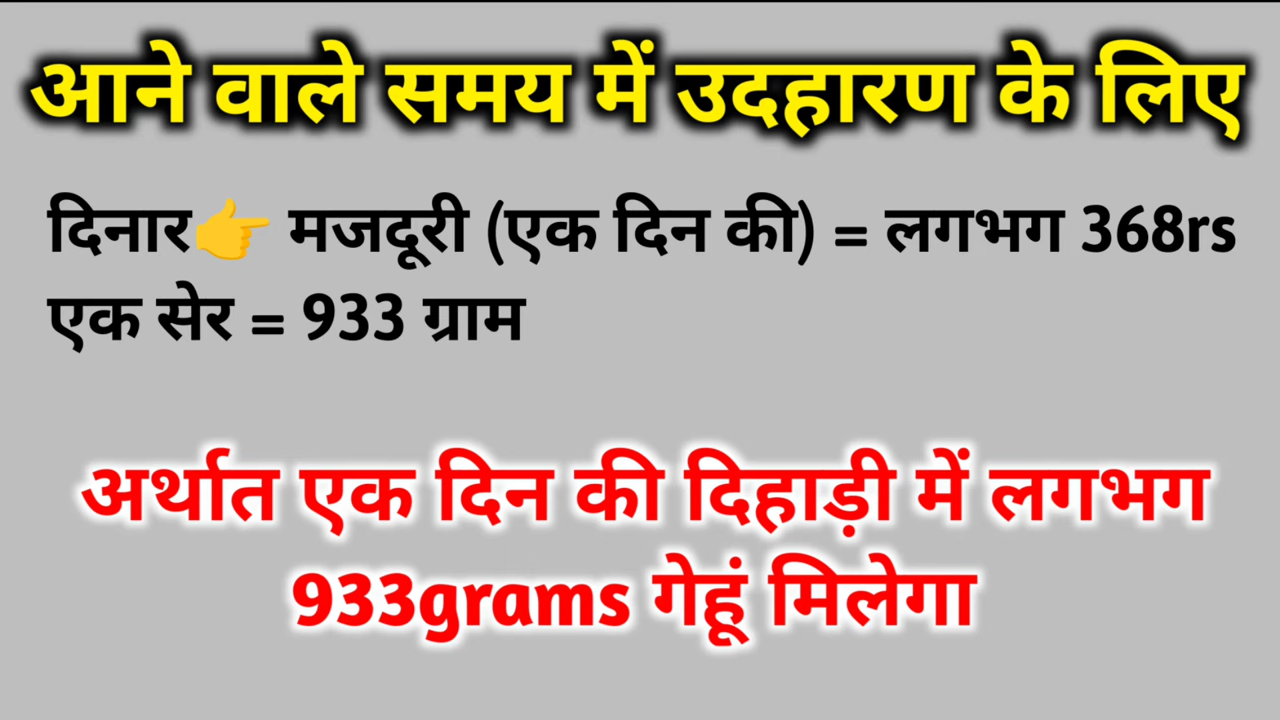 आने वाले समय में उदहारण के लिए
दिनार👉 मजदूरी (एक दिन की) = लगभग 368rs
एक सेर = 933 ग्राम
अर्थात एक दिन की दिहाड़ी में लगभग
933grams गेहूं मिलेगा